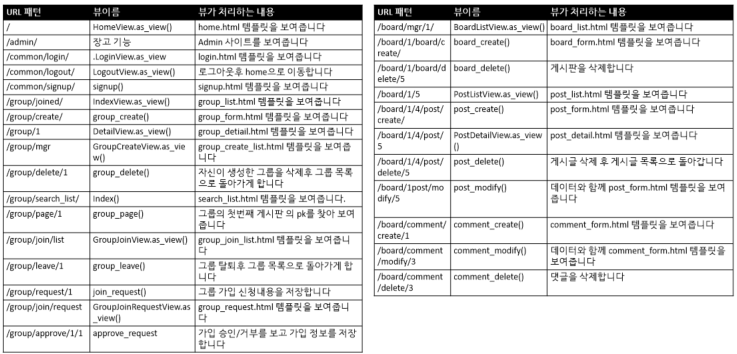 URL 패턴 뷰이름 뷰가 처리하는 내용
/ HomeView.as_view() home.html 템플릿을 보여줍니다
/admin/ 장고 기능 Admin 사이트를 보여줍니다
/common/login/ .LoginView.as_view login.html 템플릿을 보여줍니다
/common/logout/ LogoutView.as_view() 로그아웃후 home으로 이동합니다
/common/signup/ signup() signup.html 템플릿을 보여줍니다
/group/joined/ IndexView.as_view() group_list.html 템플릿을 보여줍니다
/group/create/ group_create() group_form.html 템플릿을 보여줍니다
/group/1 DetailView.as_view() group_detiail.html 템플릿을 보여줍니다
/group/mgr GroupCreateView.as_vie group_create_list.html 템플릿을 보여줍
w() 니다
/group/delete/1 group_delete() 자신이 생성한 그룹을 삭제후 그룹 목록
으로 돌아가게 합니다
/group/search_list/ Index() search_list.html 템플릿을 보여줍니다.
/group/page/1 group_page() 그룹의 첫번째 게시판 의 pk를 찾아 보여
줍니다
/group/join/list GroupJoinView.as_view() group_join_list.html 템플릿을 보여줍니
다
/group/leave/1 group_leave() 그룹 탈퇴후 그룹 목록으로 돌아가게 합
니다
/group/request/1 join_request() 그룹 가입 신청내용을 저장합니다
/group/join/request GroupJoinRequestView.as group_request.html 템플릿을 보여줍니
_view() 다
/group/approve/1/1 approve_request 가입 승인/거부를 보고 가입 정보를 저장
합니다
URL 패턴 뷰이름 뷰가 처리하는 내용
/board/mgr/1/ BoardListView.as_view() board_list.html 템플릿을 보여줍니다
/board/1/board/c board_create() board_form.html 템플릿을 보여줍니다
reate/
/board/1/board/d board_delete() 게시판을 삭제합니다
elete/5
/board/1/5 PostListView.as_view() post_list.html 템플릿을 보여줍니다
/board/1/4/post/ post_create() post_form.html 템플릿을 보여줍니다
create/
/board/1/4/post/ PostDetailView.as_view post_detail.html 템플릿을 보여줍니다
5 ()
/board/1/4/post/ post_delete() 게시글 삭제 후 게시글 목록으로 돌아갑니다
delete/5
/board/1post/mo post_modify() 데이터와 함께 post_form.html 템플릿을 보여
dify/5 줍니다
/board/comment/ comment_create() comment_form.html 템플릿을 보여줍니다
create/1
/board/comment comment_modify() 데이터와 함께 comment_form.html 템플릿을
/modify/3 보여줍니다
/board/comment comment_delete() 댓글을 삭제합니다
/delete/3